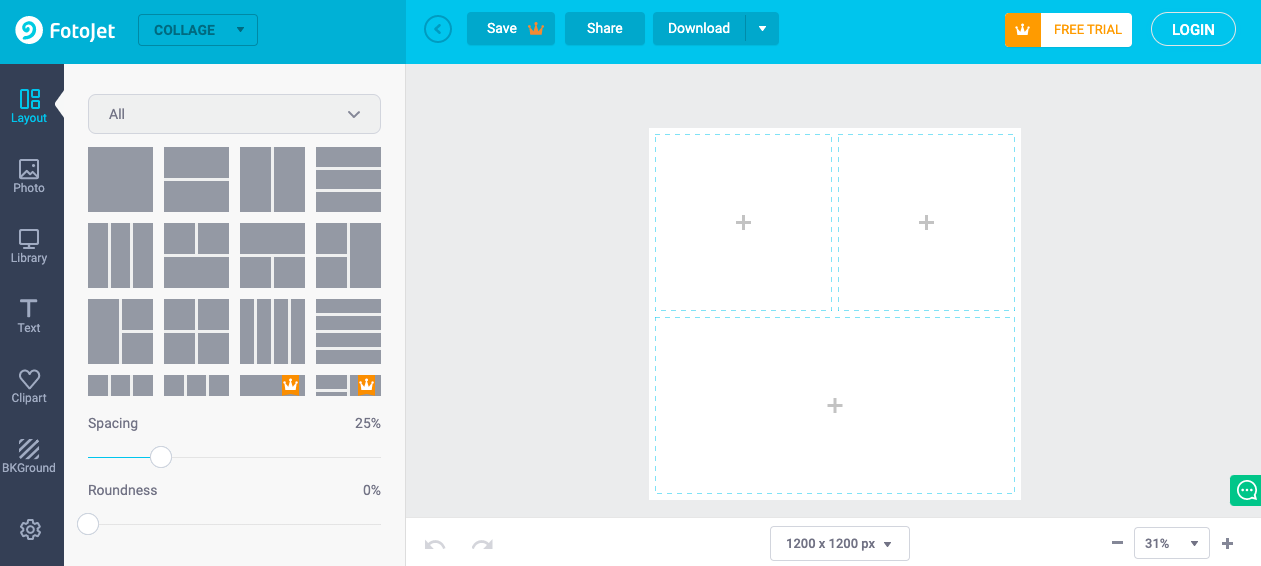 FotoJet
COLLAGE
Save
Share
Download
FREE TRIAL
LOGIN
Layout
Photo
Library
Text
Clipart
BKGround
All
Spacing
25%
Roundness
0%
1200 x 1200 px
31%